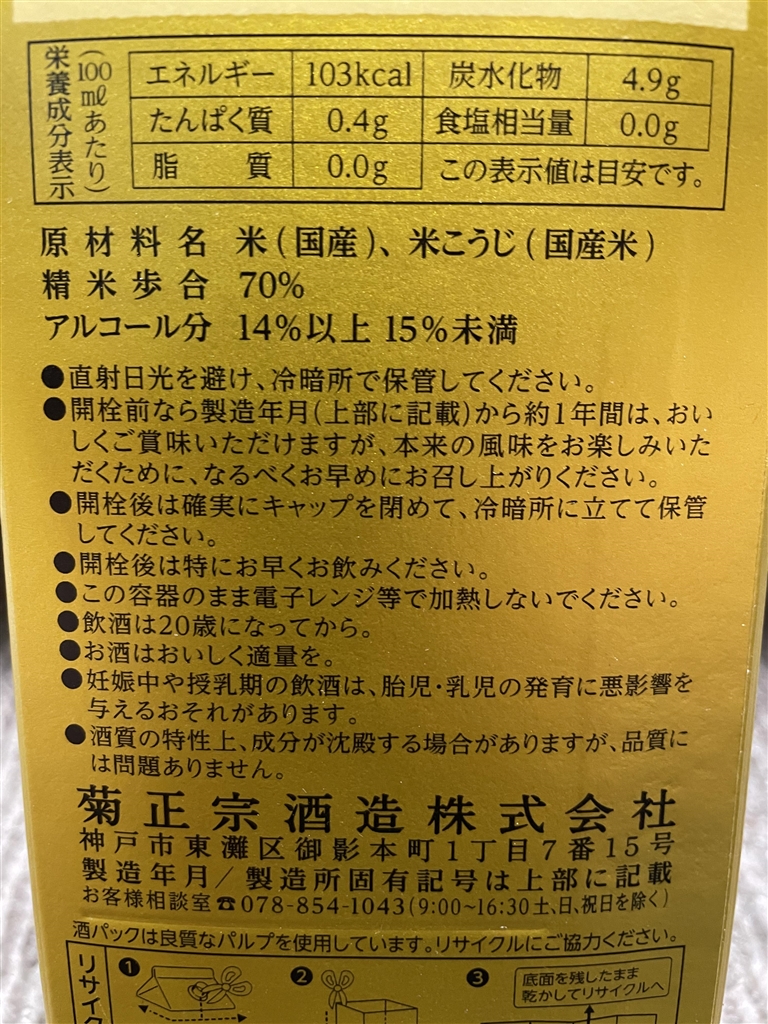 栄養成分表示
(100mlあたり)
エネルギー 103kcal 炭水化物 4.9g
たんぱく質 0.4g 食塩相当量 0.0g
脂質 0.0g この表示値は目安です。
原材料名 米(国産)、米こうじ(国産米)
精米歩合 70%
アルコール分 14%以上15%未満
●直射日光を避け、冷暗所で保管してください。
●開栓前なら製造年月(上部に記載)から約1年間は、おい
しくご賞味いただけますが、本来の風味をお楽しみいた
だくために、なるべくお早めにお召し上がりください。
●開栓後は確実にキャップを閉めて、冷暗所に立てて保管
してください。
●開栓後は特にお早くお飲みください。
●この容器のまま電子レンジ等で加熱しないでください。
●飲酒は20歳になってから。
●お酒はおいしく適量を。
●妊娠中や授乳期の飲酒は、胎児・乳児の発育に悪影響を
与えるおそれがあります。
●酒質の特性上、成分が沈殿する場合がありますが、品質に
は問題ありません。
菊正宗酒造株式会社
神戸市東灘区御影本町1丁目7番15号
製造年月/製造所固有記号は上部に記載
お客様相談室☎078-854-1043(9:00~16:30土、日、祝日を除く)
酒パックは良質なパルプを使用しています。リサイクルにご協力ください。
リサイク
❶
❷
❸
底面を残したまま
乾かしてリサイクルへ